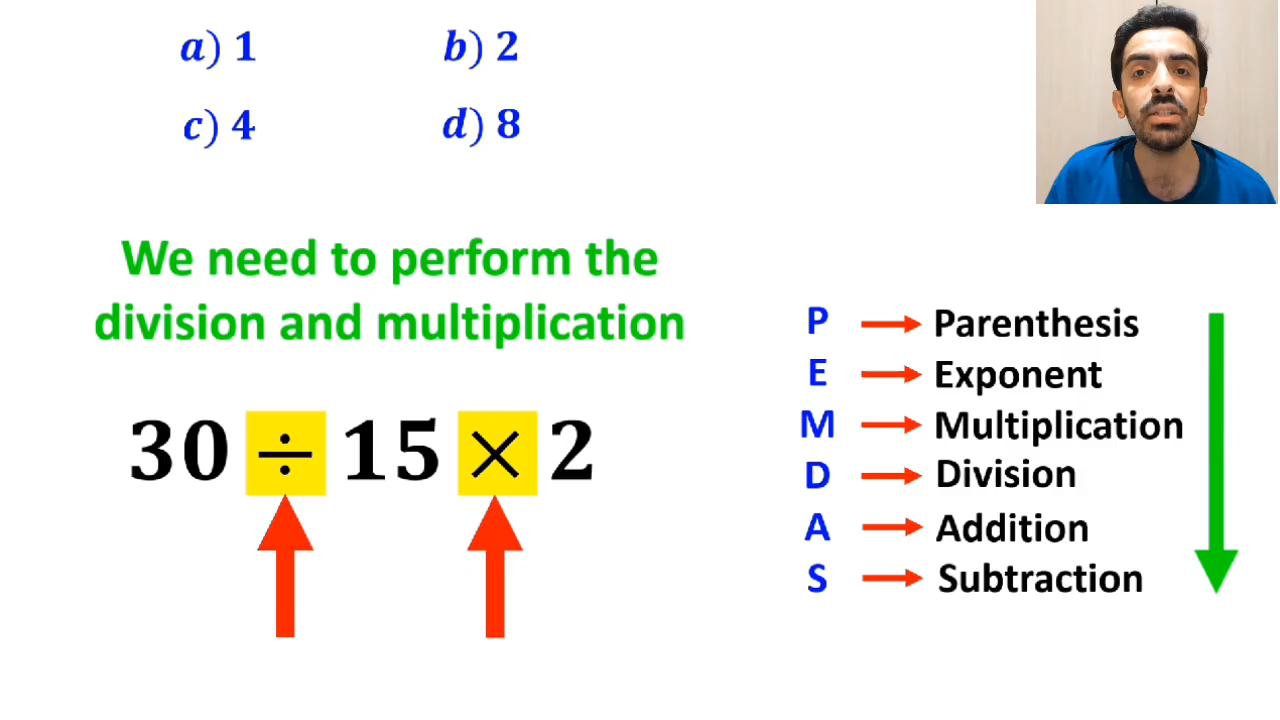 a) 1 b) 2
c) 4 d) 8
We need to perform the
division and multiplication
30 ÷ 15 × 2
P → Parenthesis
E → Exponent
M → Multiplication
D → Division
A → Addition
S → Subtraction